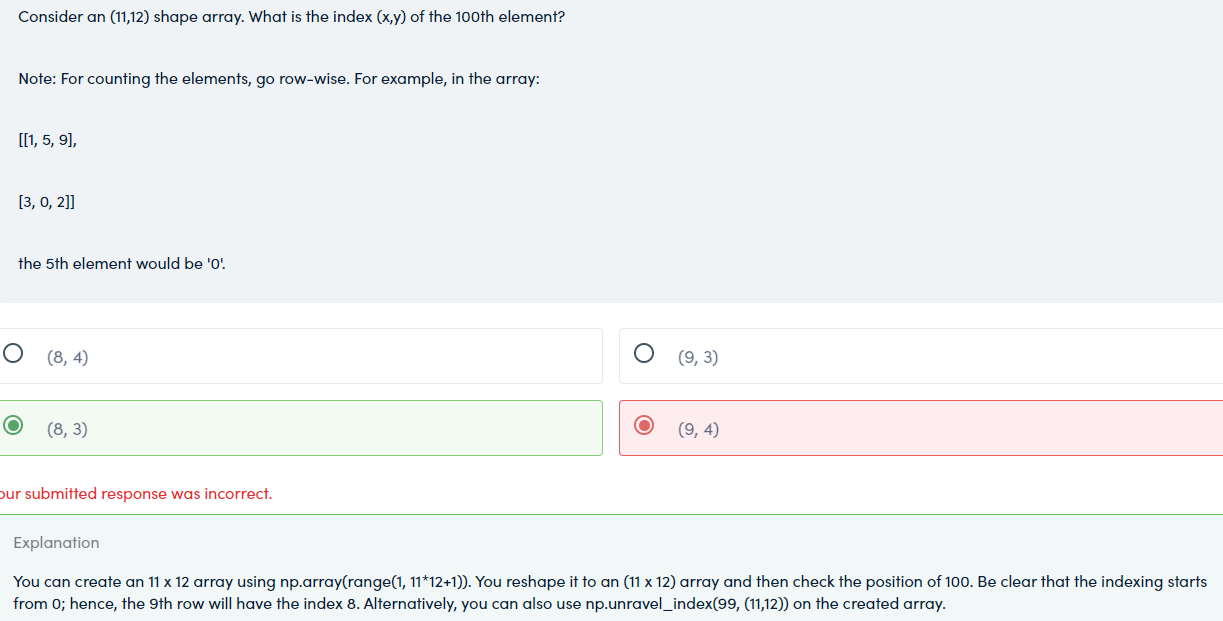 Consider an (11,12) shape array. What is the index (x,y) of the 100th element?
Note: For counting the elements, go row-wise. For example, in the array:
[[1, 5, 9],
[3, 0, 2]]
the 5th element would be '0'.
(8, 4)
(9, 3)
(8, 3)
(9, 4)
our submitted response was incorrect.
Explanation
You can create an 11 x 12 array using np.array(range(1, 11*12+1)). You reshape it to an (11 x 12) array and then check the position of 100. Be clear that the indexing starts
from 0; hence, the 9th row will have the index 8. Alternatively, you can also use np.unravel_index(99, (11,12)) on the created array.